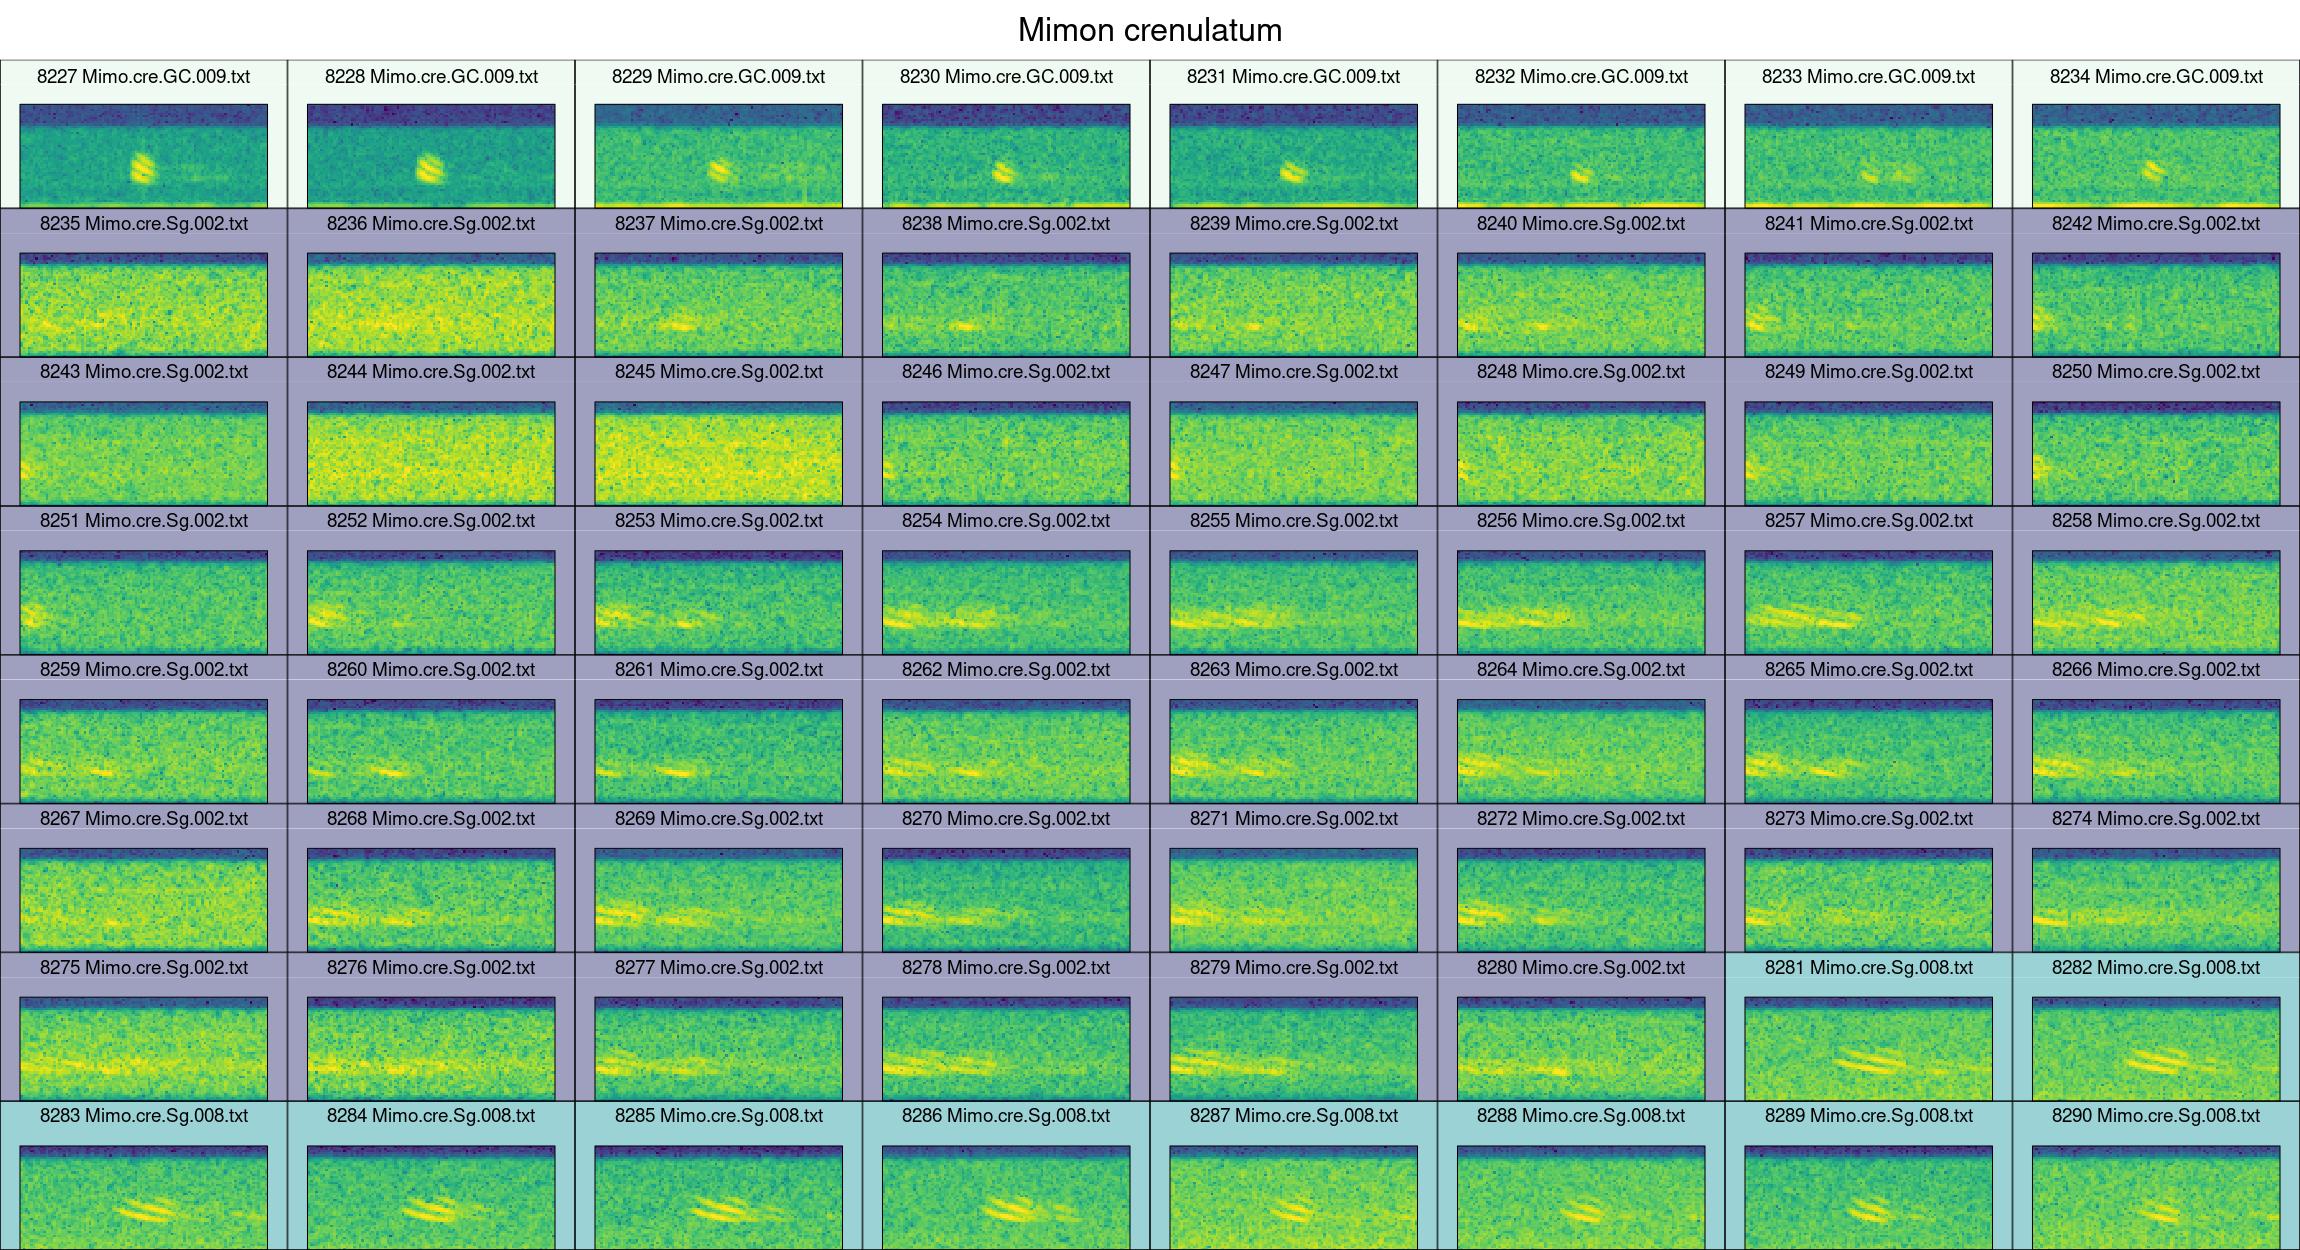 Mimon crenulatum
8227 Mimo.cre.GC.009.txt 8228 Mimo.cre.GC.009.txt 8229 Mimo.cre.GC.009.txt 8230 Mimo.cre.GC.009.txt 8231 Mimo.cre.GC.009.txt 8232 Mimo.cre.GC.009.txt 8233 Mimo.cre.GC.009.txt 8234 Mimo.cre.GC.009.txt
8235 Mimo.cre.Sg.002.txt 8236 Mimo.cre.Sg.002.txt 8237 Mimo.cre.Sg.002.txt 8238 Mimo.cre.Sg.002.txt 8239 Mimo.cre.Sg.002.txt 8240 Mimo.cre.Sg.002.txt 8241 Mimo.cre.Sg.002.txt 8242 Mimo.cre.Sg.002.txt
8243 Mimo.cre.Sg.002.txt 8244 Mimo.cre.Sg.002.txt 8245 Mimo.cre.Sg.002.txt 8246 Mimo.cre.Sg.002.txt 8247 Mimo.cre.Sg.002.txt 8248 Mimo.cre.Sg.002.txt 8249 Mimo.cre.Sg.002.txt 8250 Mimo.cre.Sg.002.txt
8251 Mimo.cre.Sg.002.txt 8252 Mimo.cre.Sg.002.txt 8253 Mimo.cre.Sg.002.txt 8254 Mimo.cre.Sg.002.txt 8255 Mimo.cre.Sg.002.txt 8256 Mimo.cre.Sg.002.txt 8257 Mimo.cre.Sg.002.txt 8258 Mimo.cre.Sg.002.txt
8259 Mimo.cre.Sg.002.txt 8260 Mimo.cre.Sg.002.txt 8261 Mimo.cre.Sg.002.txt 8262 Mimo.cre.Sg.002.txt 8263 Mimo.cre.Sg.002.txt 8264 Mimo.cre.Sg.002.txt 8265 Mimo.cre.Sg.002.txt 8266 Mimo.cre.Sg.002.txt
8267 Mimo.cre.Sg.002.txt 8268 Mimo.cre.Sg.002.txt 8269 Mimo.cre.Sg.002.txt 8270 Mimo.cre.Sg.002.txt 8271 Mimo.cre.Sg.002.txt 8272 Mimo.cre.Sg.002.txt 8273 Mimo.cre.Sg.002.txt 8274 Mimo.cre.Sg.002.txt
8275 Mimo.cre.Sg.002.txt 8276 Mimo.cre.Sg.002.txt 8277 Mimo.cre.Sg.002.txt 8278 Mimo.cre.Sg.002.txt 8279 Mimo.cre.Sg.002.txt 8280 Mimo.cre.Sg.002.txt 8281 Mimo.cre.Sg.008.txt 8282 Mimo.cre.Sg.008.txt
8283 Mimo.cre.Sg.008.txt 8284 Mimo.cre.Sg.008.txt 8285 Mimo.cre.Sg.008.txt 8286 Mimo.cre.Sg.008.txt 8287 Mimo.cre.Sg.008.txt 8288 Mimo.cre.Sg.008.txt 8289 Mimo.cre.Sg.008.txt 8290 Mimo.cre.Sg.008.txt